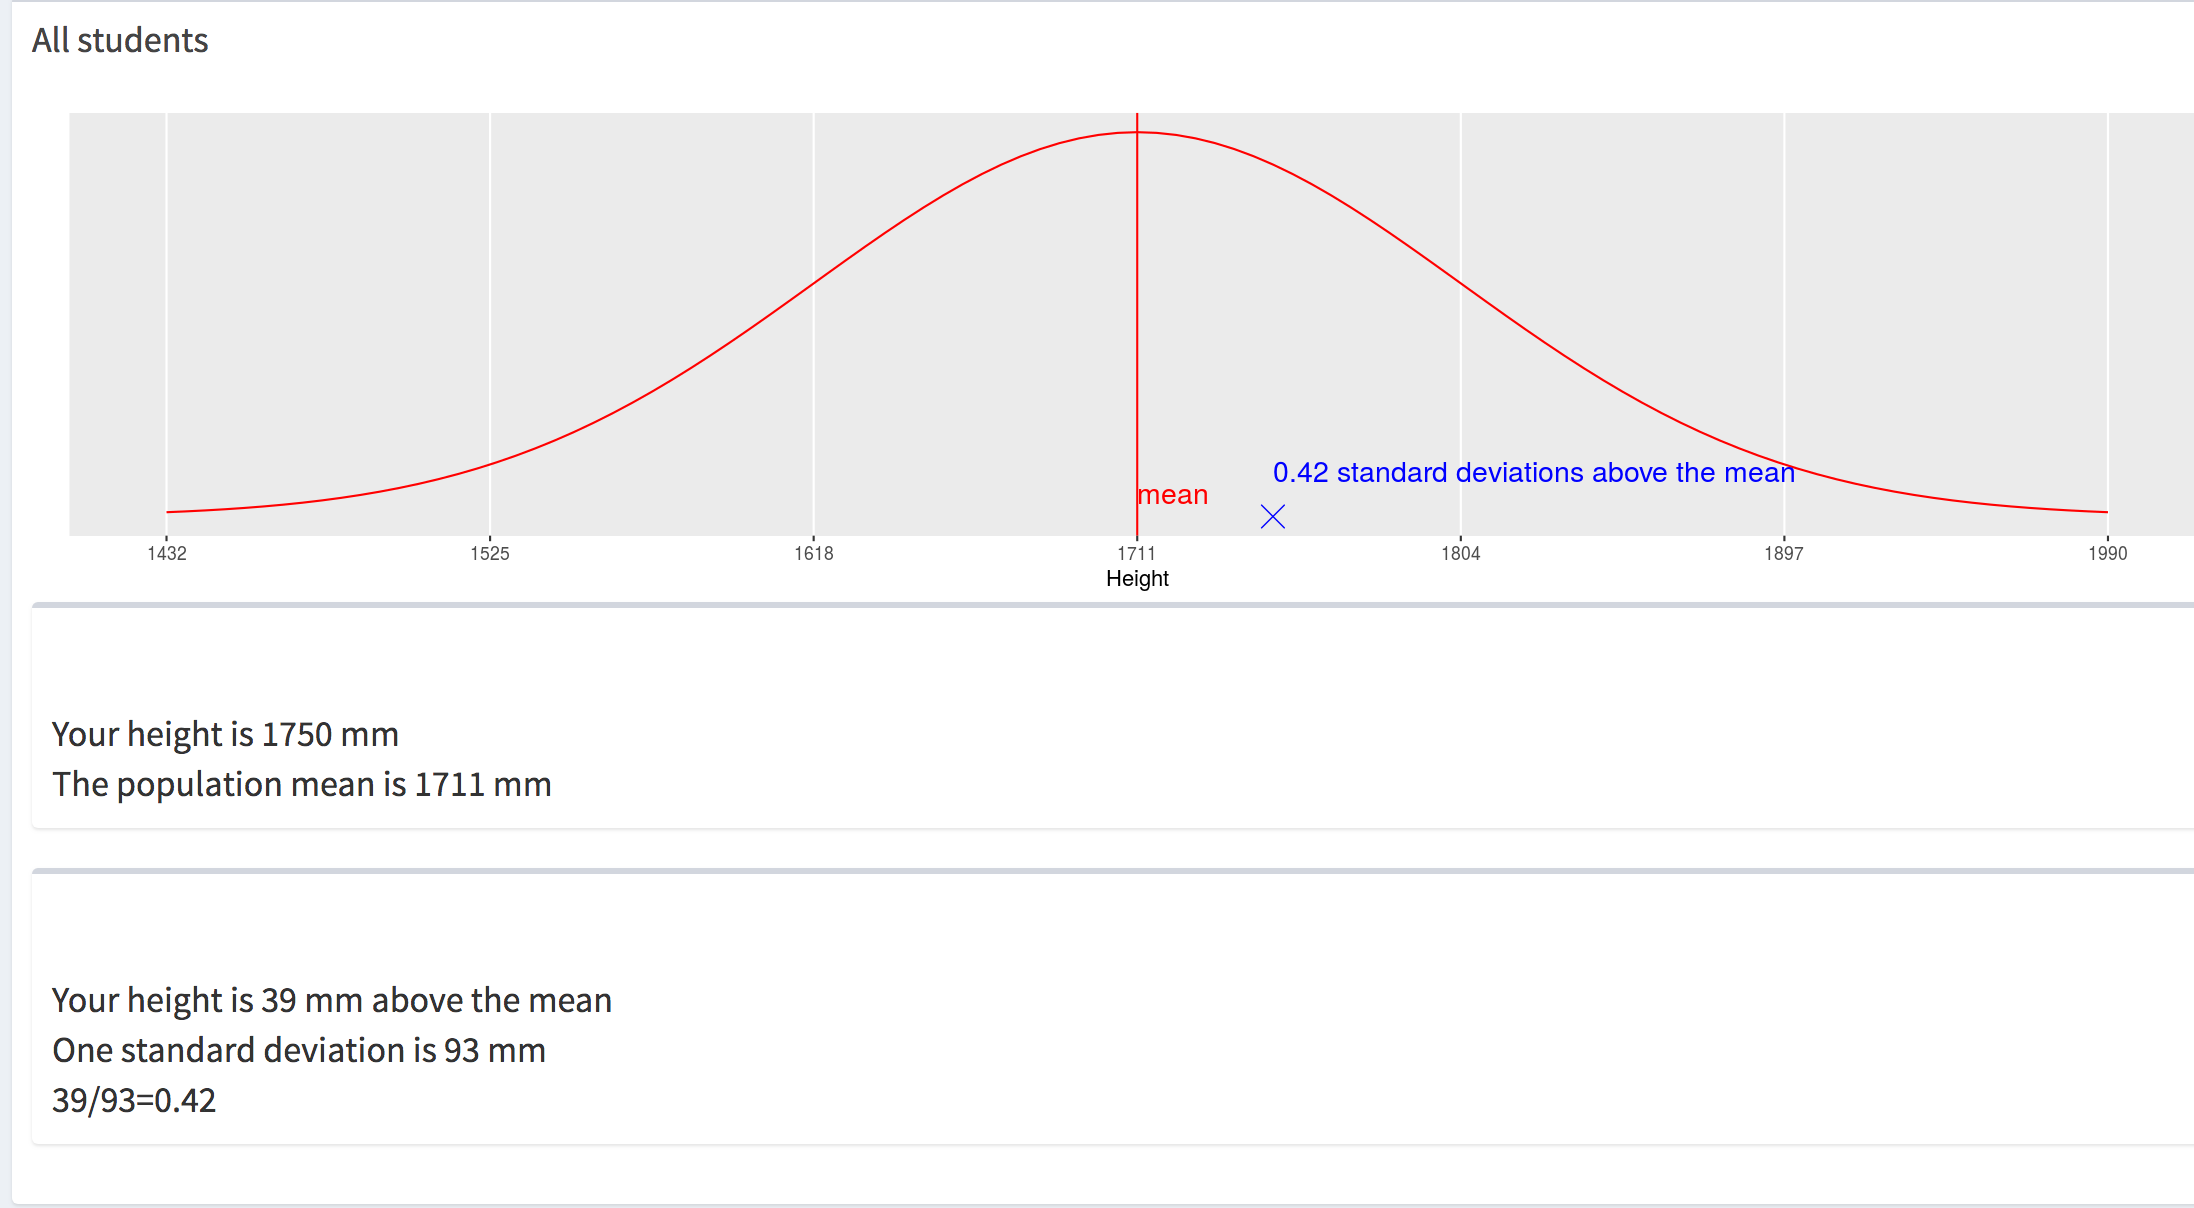 All students
0.42 standard deviations above the mean
mean
1432 1525 1618 1711 1804 1897 1990
Height
Your height is 1750 mm
The population mean is 1711 mm
Your height is 39 mm above the mean
One standard deviation is 93 mm
39/93=0.42